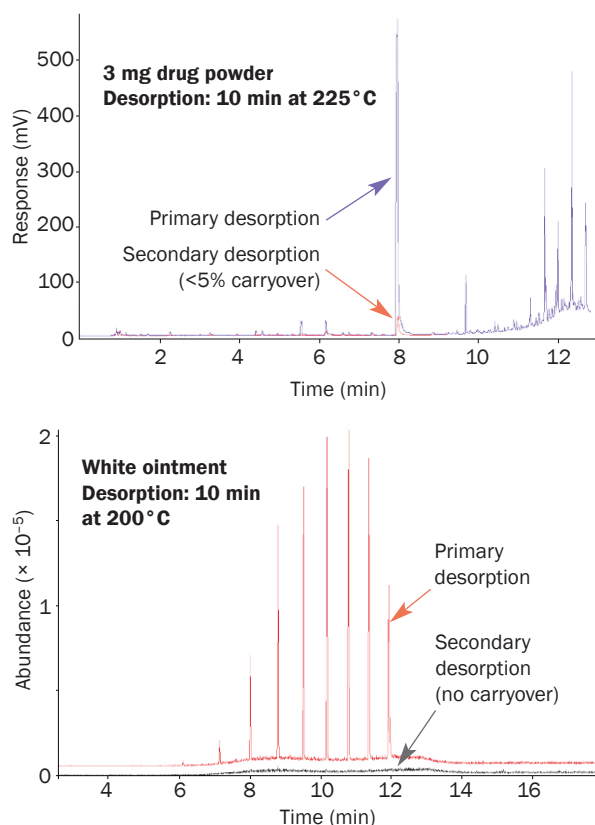 3 mg drug powder
Desorption: 10 min at 225°C
Response (mV)
500
400
300
200
100
0
Primary desorption
Secondary desorption
(<5% carryover)
2
4
6
8
10
12
Time (min)
White ointment
Desorption: 10 min
at 200°C
Abundance (× 10⁻⁵)
2
1
0
Primary
desorption
Secondary
desorption
(no carryover)
4
6
8
10
12
14
16
Time (min)